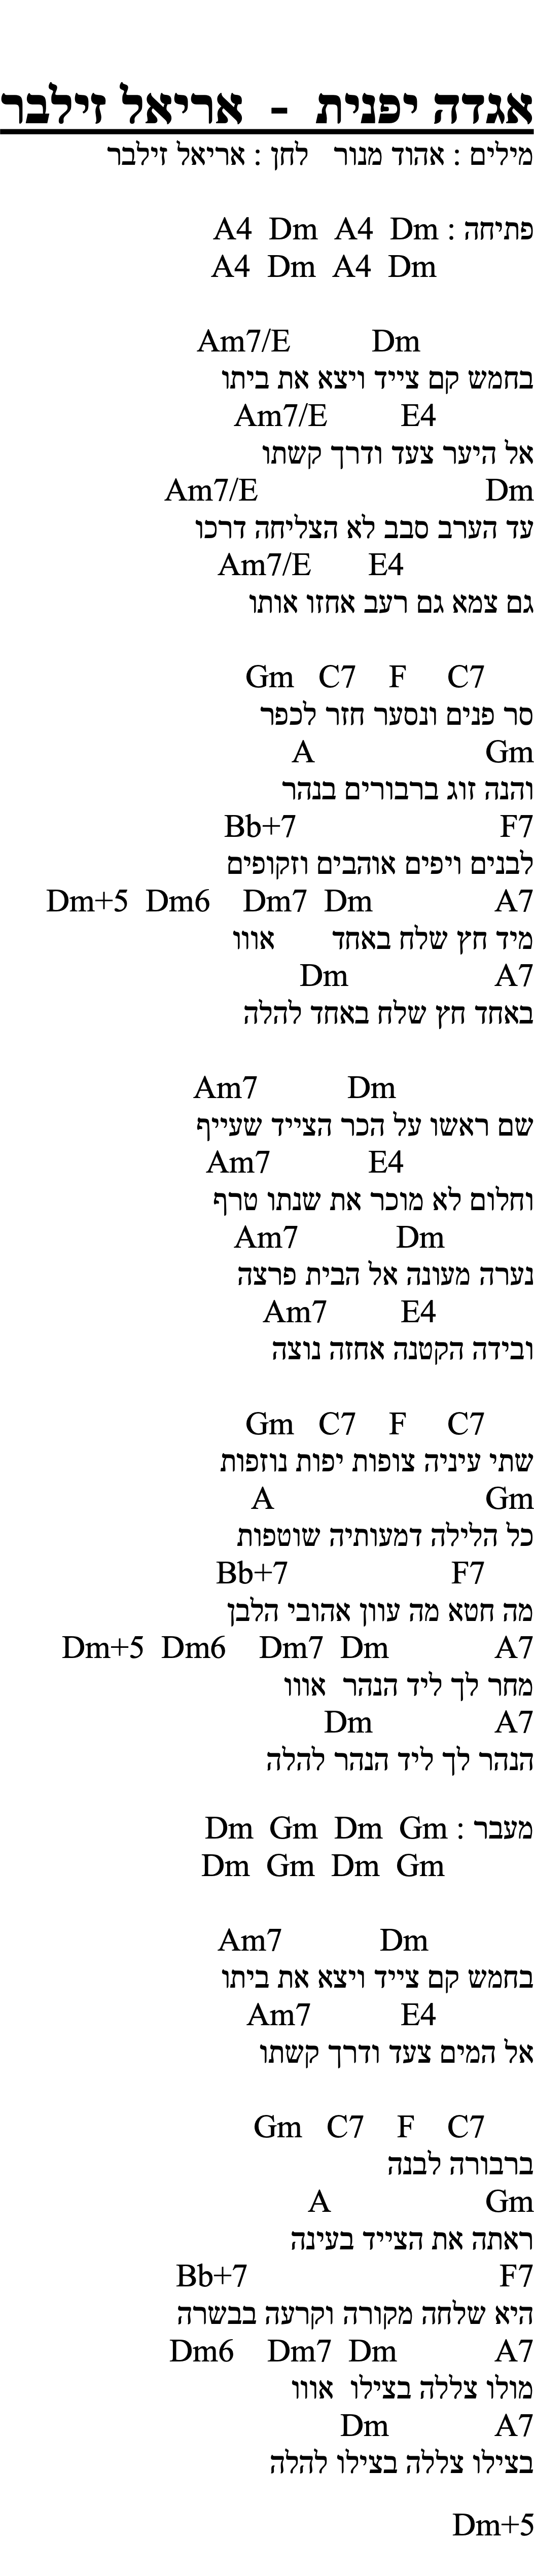 אגדה יפנית - אריאל זילבר
מילים : אהוד מנור לחן : אריאל זילבר
פתיחה : A4 Dm A4 Dm
A4 Dm A4 Dm
Am7/E Dm
בחמש קם צייד ויצא את ביתו
Am7/E E4
אל היער צעד ודרך קשתו
Am7/E Dm
עד הערב סבב לא הצליחה דרכו
Am7/E E4
גם צמא גם רעב אחזו אותו
Gm C7 F C7
סר פנים ונסער חזר לכפר
A Gm
והנה זוג ברבורים בנהר
Bb+7 F7
לבנים ויפים אוהבים וזקופים
Dm+5 Dm6 Dm7 Dm A7
מיד חץ שלח באחד אווו
Dm A7
באחד חץ שלח באחד להלה
Am7 Dm
שם ראשו על הכר הצייד שעייף
Am7 E4
וחלום לא מוכר את שנתו טרף
Am7 Dm
נערה מעונה אל הבית פרצה
Am7 E4
ובידה הקטנה אחזה נוצה
Gm C7 F C7
שתי עיניה צופות יפות נוזפות
A Gm
כל הלילה דמעותיה שוטפות
Bb+7 F7
מה חטא מה עוון אהובי הלבן
Dm+5 Dm6 Dm7 Dm A7
מחר לך ליד הנהר אווו
Dm A7
הנהר לך ליד הנהר להלה
מעבר : Dm Gm Dm Gm
Dm Gm Dm Gm
Am7 Dm
בחמש קם צייד ויצא את ביתו
Am7 E4
אל המים צעד ודרך קשתו
Gm C7 F C7
ברבורה לבנה
A Gm
ראתה את הצייד בעינה
Bb+7 F7
היא שלחה מקורה וקרעה בבשרה
Dm6 Dm7 Dm A7
מולו צללה בצילו אווו
Dm A7
בצילו צללה בצילו להלה
Dm+5